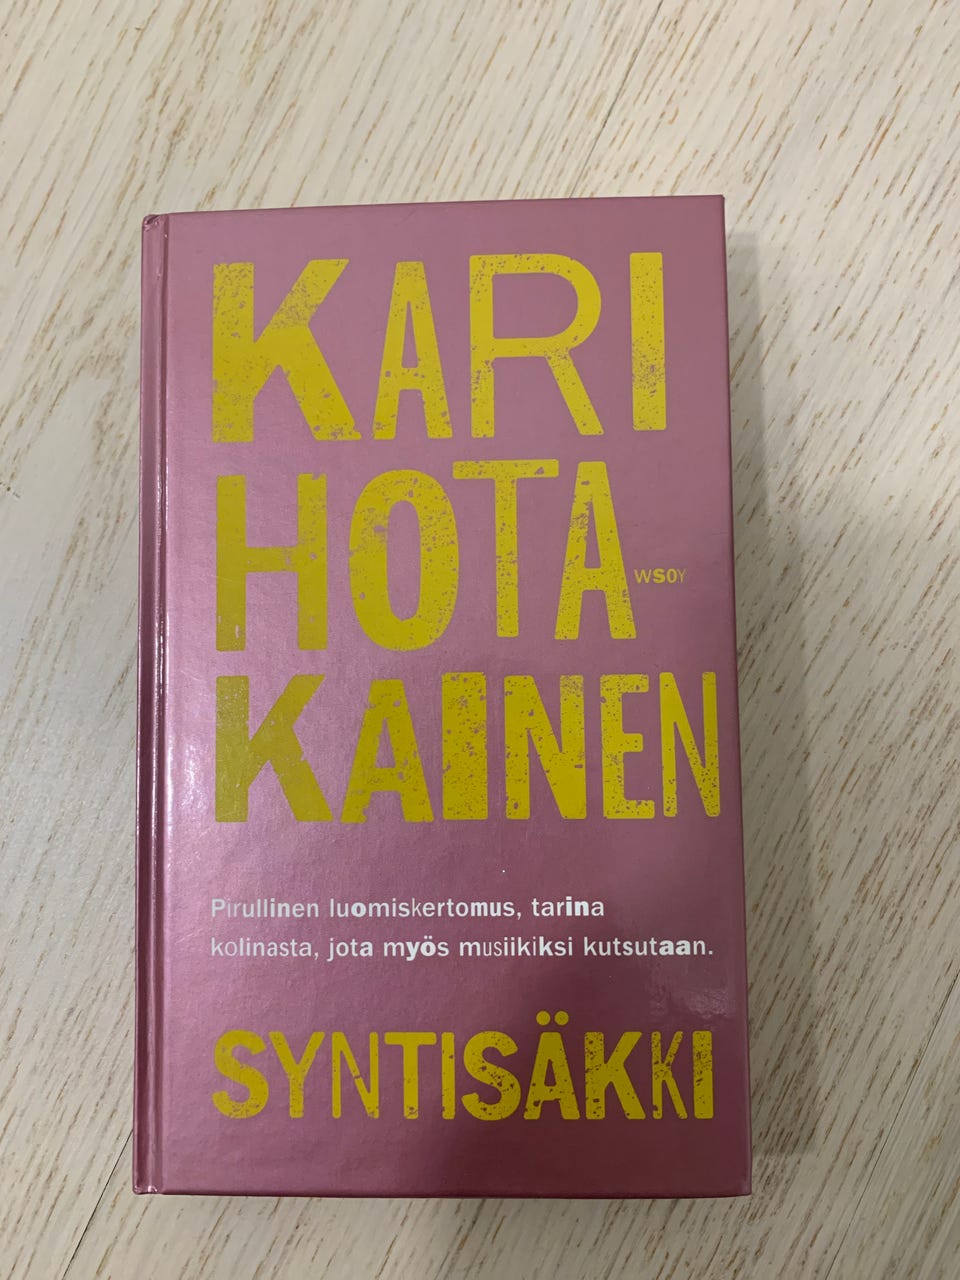 KARI
HOTA
WSOY
KAINEN
Pirullinen luomiskertomus, tarina
kolinasta, jota myös musiikiksi kutsutaan.
SYNTISÄKKI